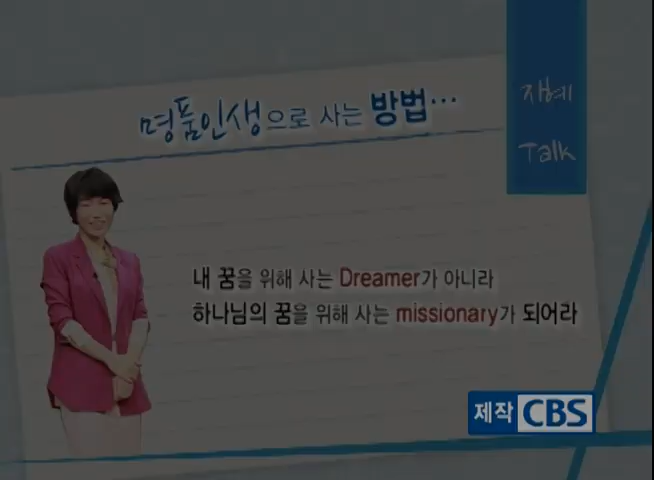 명품인생으로 사는 방법…
지혜
Talk
내 꿈을 위해 사는 Dreamer가 아니라
하나님의 꿈을 위해 사는 missionary가 되어라
제작 CBS